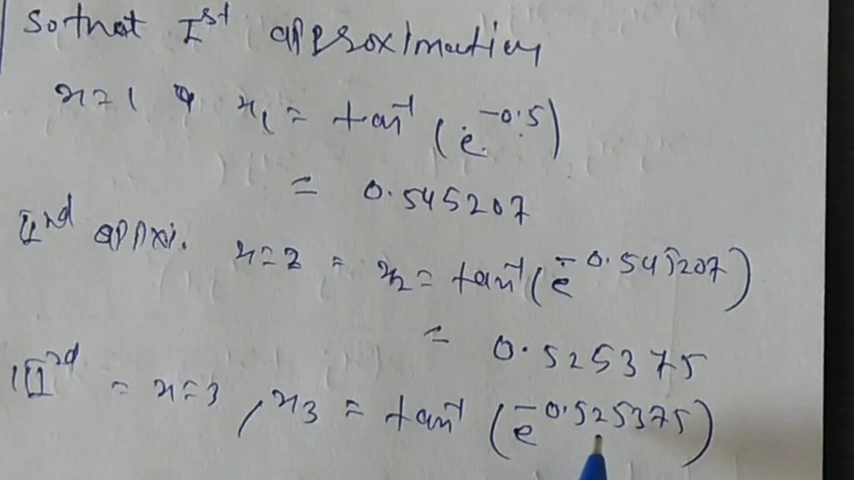 So that Ist approximation
n=1 & x₁ = tan⁻¹ (e^-0.5)
= 0.545207
IInd appxi. n=2 = x₂ = tan⁻¹ (e^-0.545207)
= 0.525375
IIIrd = n=3, x₃ = tan⁻¹ (e^-0.525375)